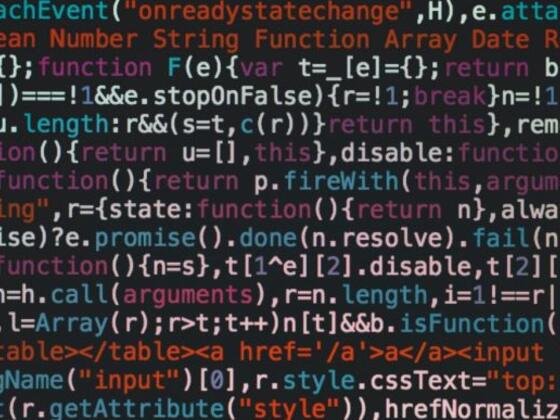 achEvent("onreadystatechange",H),e.atta
ean Number String Function Array Date R
{};function F(e){var t=_[e]={};return b
])===!1&&e.stopOnFalse){r=!1;break}n=!1
u.length:r&&(s=t,c(r))}return this},rem
ion(){return u=[],this},disable:functio
function(){return p.fireWith(this,argum
ing",r={state:function(){return n},alwa
ise)?e.promise().done(n.resolve).fail(n
function(){n=s},t[1^e][2].disable,t[2][
n=h.call(arguments),r=n.length,i=1!==r|
,l=Array(r);r>t;t++)n[t]&&b.isFunction(
table></table><a href='/a'>a</a><input
gName("input")[0],r.style.cssText="top:
t(r.getAttribute("style")),hrefNormaliz